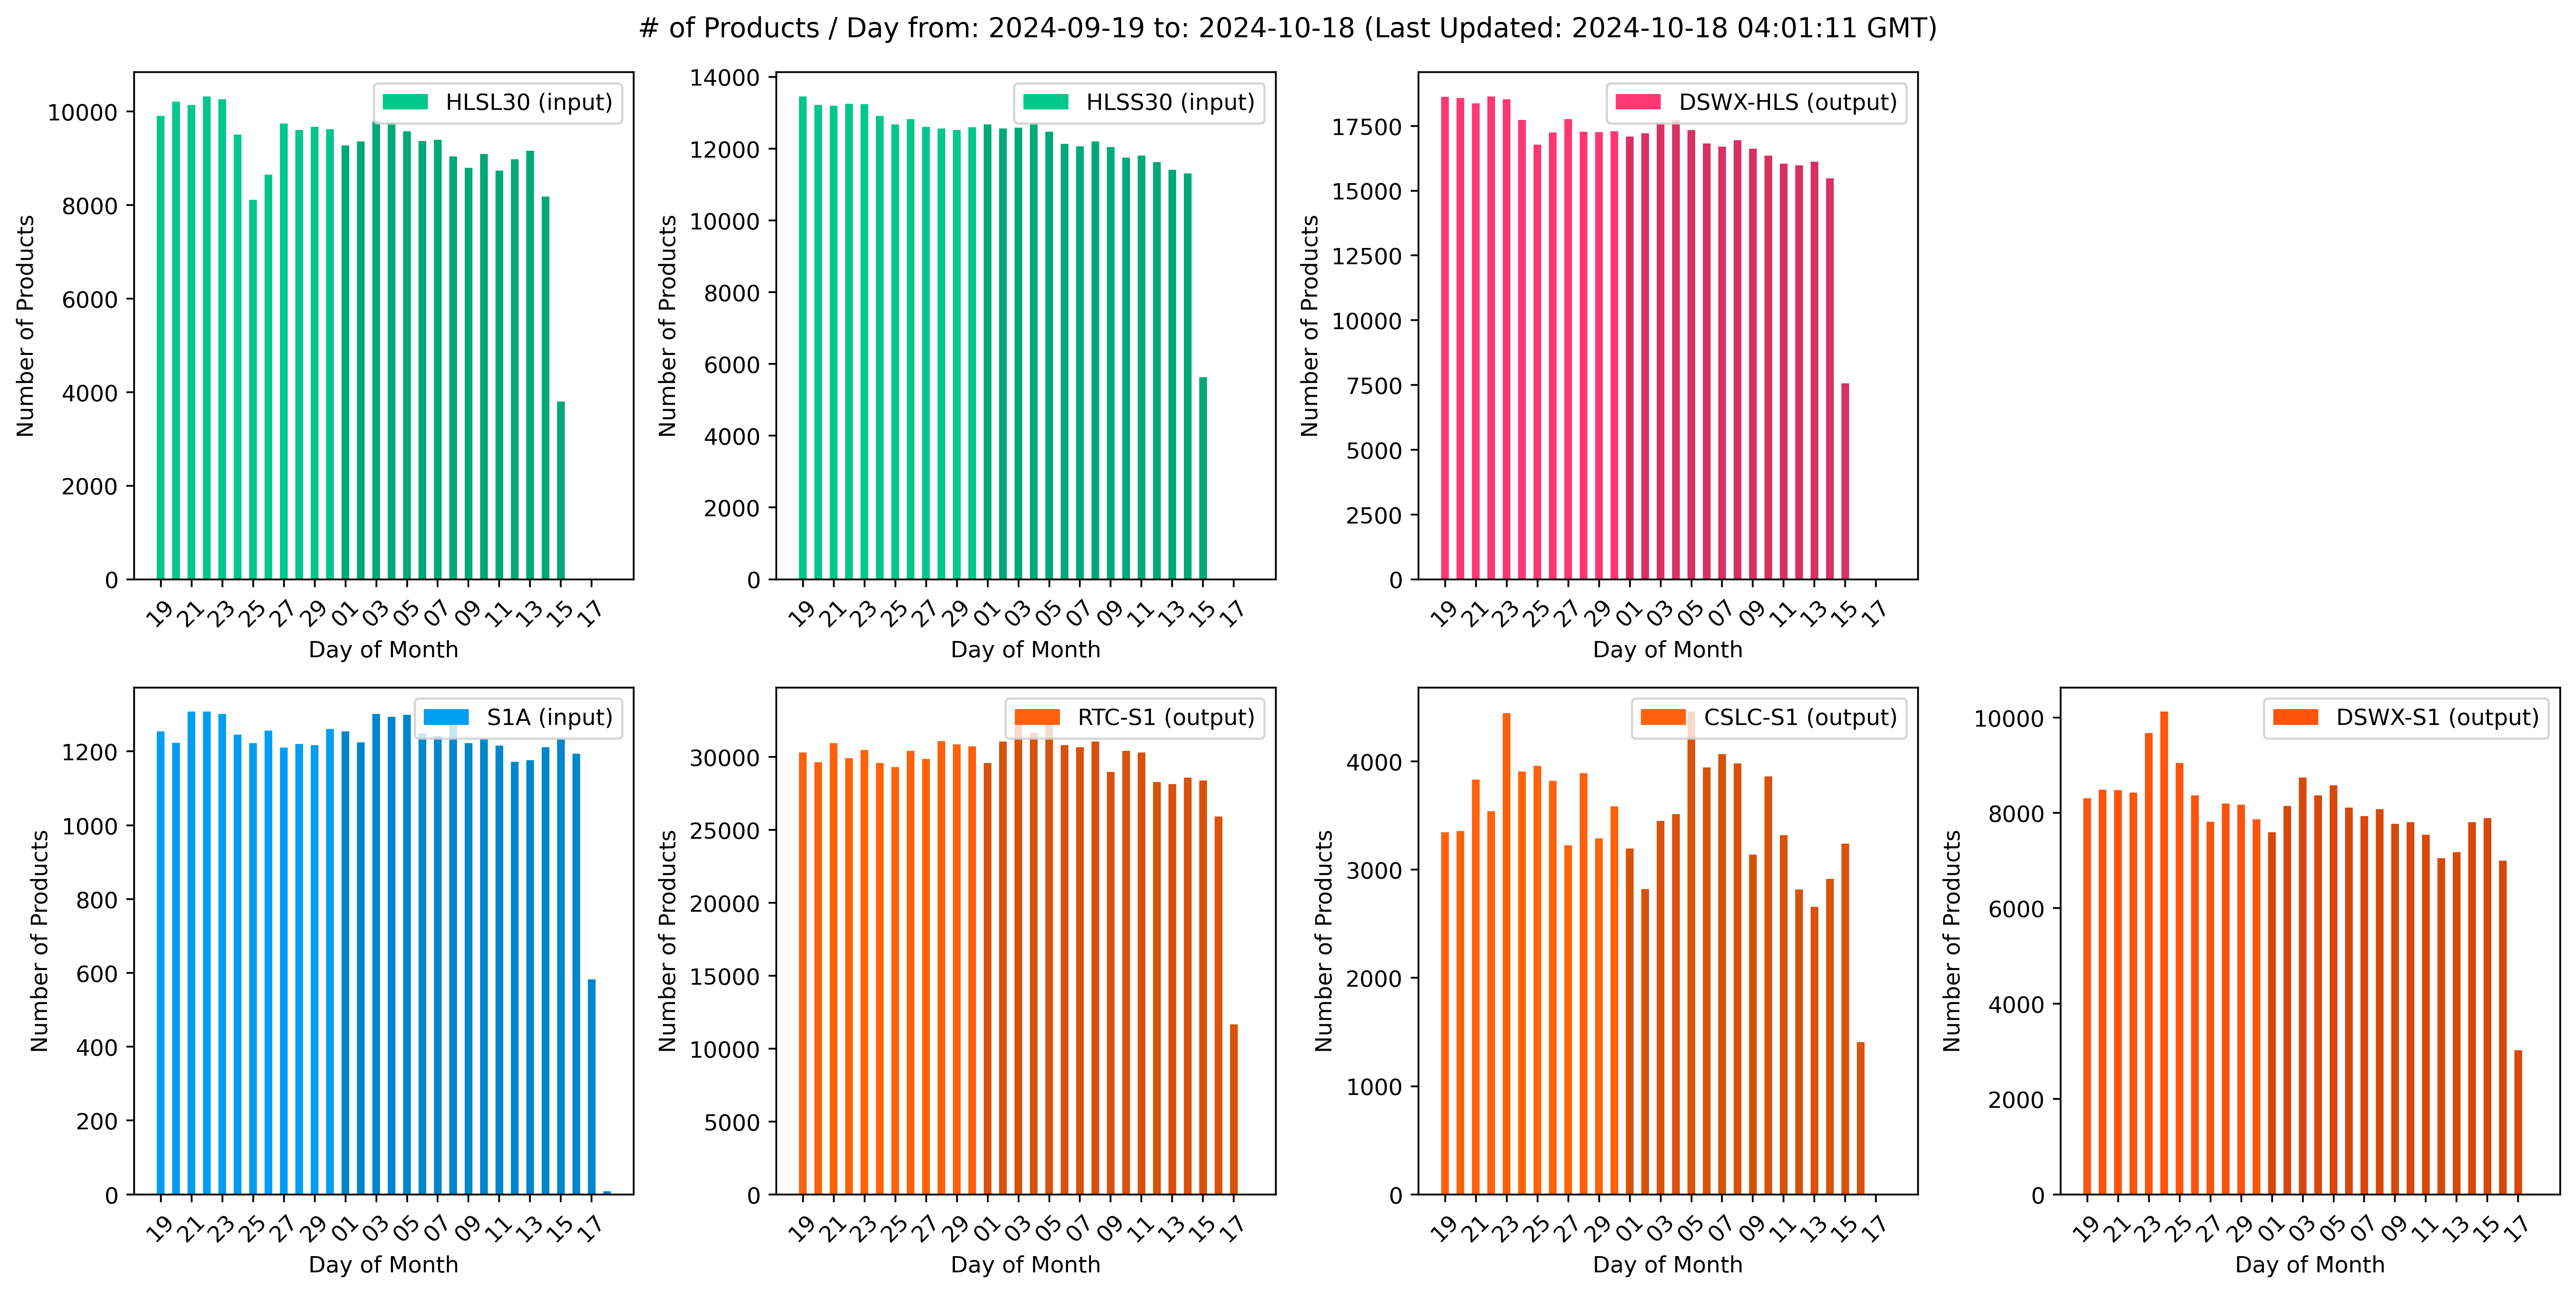 # of Products / Day from: 2024-09-19 to: 2024-10-18 (Last Updated: 2024-10-18 04:01:11 GMT)
HLSL30 (input)
Number of Products
10000
8000
6000
4000
2000
0
19 21 23 25 27 29 01 03 05 07 09 11 13 15 17
Day of Month
HLSS30 (input)
Number of Products
14000
12000
10000
8000
6000
4000
2000
0
19 21 23 25 27 29 01 03 05 07 09 11 13 15 17
Day of Month
DSWX-HLS (output)
Number of Products
17500
15000
12500
10000
7500
5000
2500
0
19 21 23 25 27 29 01 03 05 07 09 11 13 15 17
Day of Month
S1A (input)
Number of Products
1200
1000
800
600
400
200
0
19 21 23 25 27 29 01 03 05 07 09 11 13 15 17
Day of Month
RTC-S1 (output)
Number of Products
30000
25000
20000
15000
10000
5000
0
19 21 23 25 27 29 01 03 05 07 09 11 13 15 17
Day of Month
CSLC-S1 (output)
Number of Products
4000
3000
2000
1000
0
19 21 23 25 27 29 01 03 05 07 09 11 13 15 17
Day of Month
DSWX-S1 (output)
Number of Products
10000
8000
6000
4000
2000
0
19 21 23 25 27 29 01 03 05 07 09 11 13 15 17
Day of Month